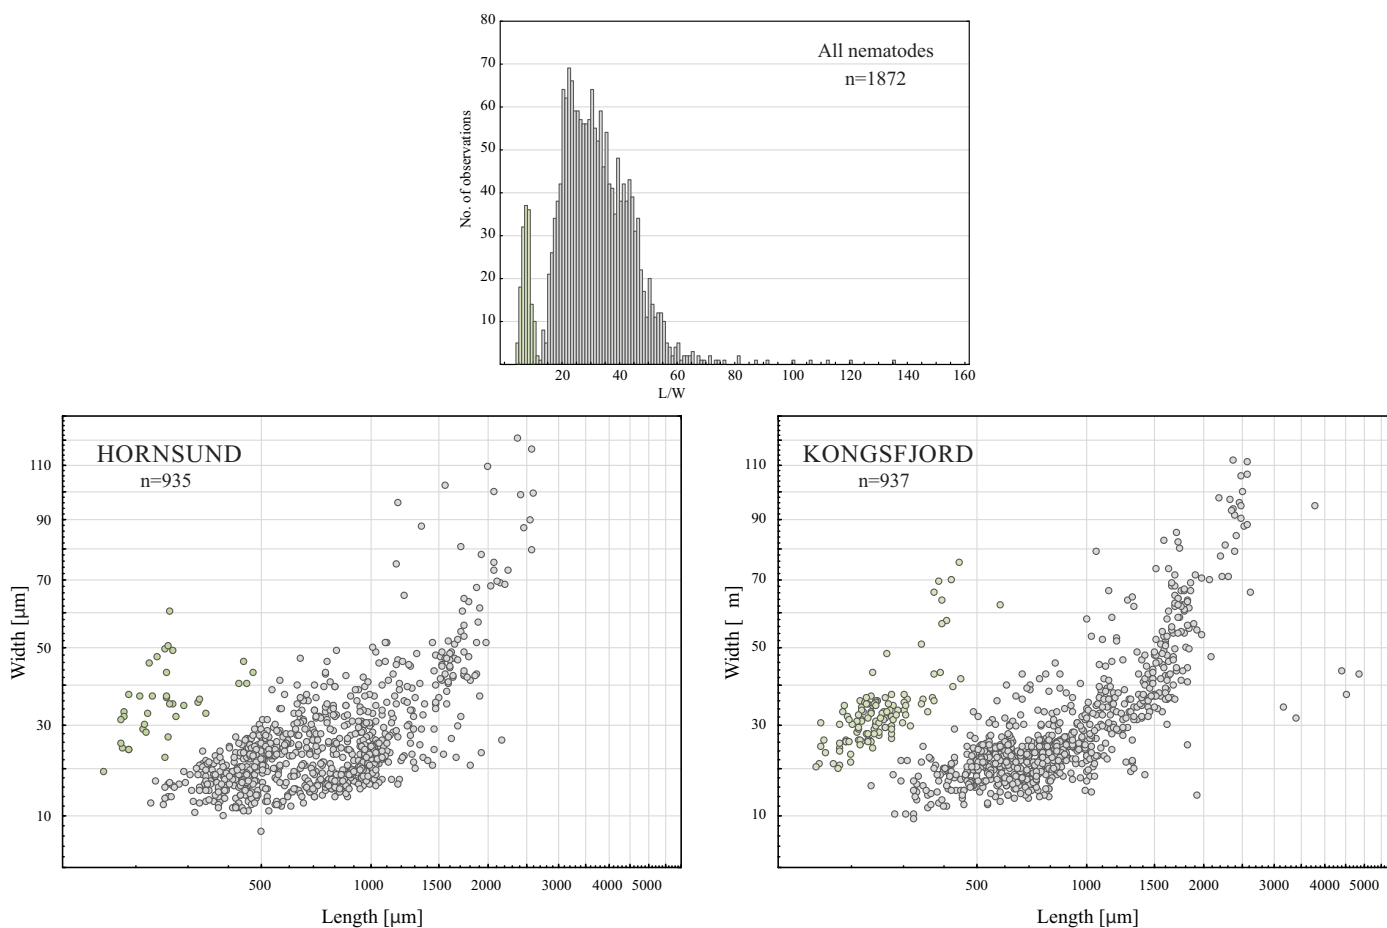 80
70
60
50
40
30
20
10
No. of observations
All nematodes
n=1872
20 40 60 80 100 120 140 160
L/W
HORNSUND
n=935
110
90
70
50
30
10
Width [µm]
500 1000 1500 2000 3000 4000 5000
Length [µm]
KONGSFJORD
n=937
110
90
70
50
30
10
Width [ m]
500 1000 1500 2000 3000 4000 5000
Length [µm]